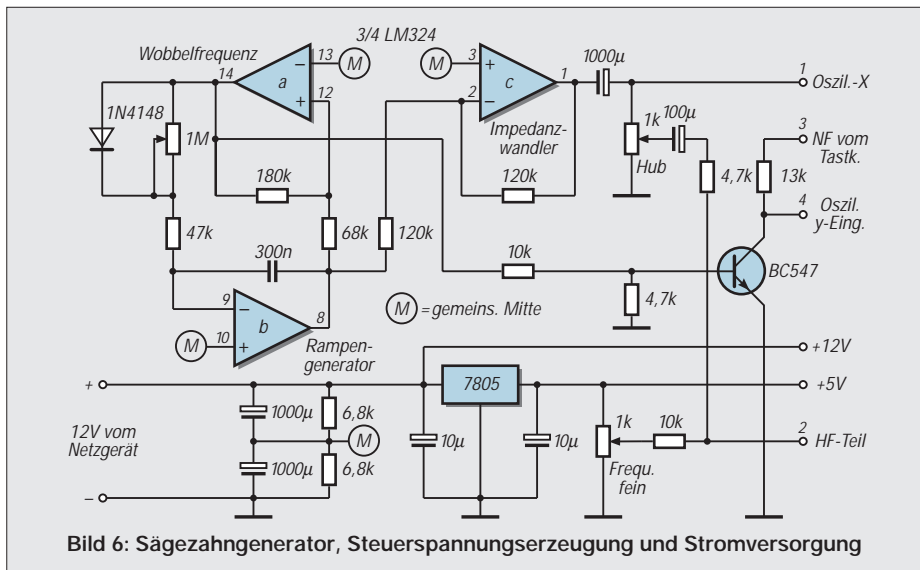 3/4 LM324
Wobbelfrequenz
14
13
M
12
a
−
+
1N4148
1M
180k
47k
68k
300n
120k
9
8
10
b
−
+
M
Rampen-
generator
M
3
2
1
c
+
−
Impedanz-
wandler
120k
1000µ
1k
Hub
100µ
4,7k
10k
4,7k
13k
BC547
1
Oszil.-X
3
NF vom
Tastk.
4
Oszil.
y-Eing.
M =gemeins. Mitte
+12V
+5V
2
HF-Teil
+
12V vom
Netzgerät
−
1000µ
1000µ
6,8k
6,8k
M
7805
10µ
10µ
1k
Frequ.
fein
10k
Bild 6: Sägezahngenerator, Steuerspannungserzeugung und Stromversorgung